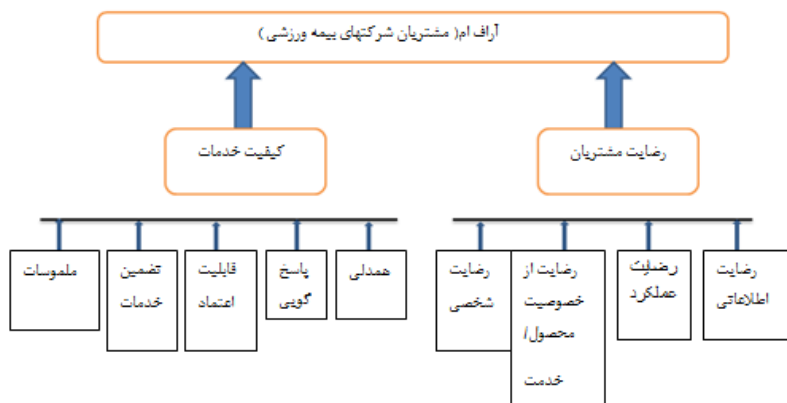 آراف ام( مشتریان شرکتهای بیمه ورزشی )
رضایت مشتریان
کیفیت خدمات
رضایت
اطلاعاتی
رضایت
عملکرد
رضایت از
خصوصیت
محصول/
خدمت
رضایت
شخصی
همدلی
پاسخ
گویی
قابلیت
اعتماد
تضمین
خدمات
ملموسات